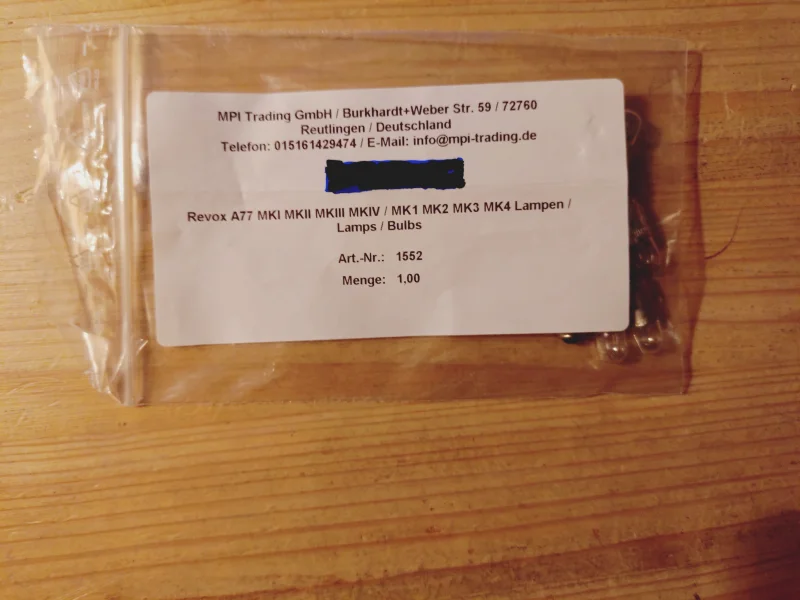 MPI Trading GmbH / Burkhardt+Weber Str. 59 / 72760
Reutlingen / Deutschland
Telefon: 015161429474 / E-Mail: info@mpi-trading.de
Revox A77 MKI MKII MKIII MKIV / MK1 MK2 MK3 MK4 Lampen /
Lamps / Bulbs
Art.-Nr.: 1552
Menge: 1,00